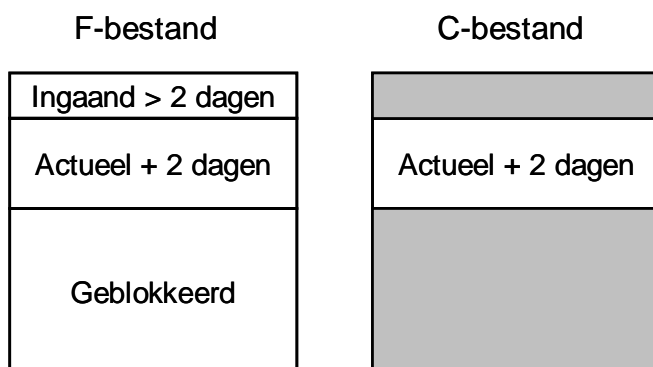 F-bestand
Ingaand > 2 dagen
Actueel + 2 dagen
Geblokkeerd
C-bestand
Actueel + 2 dagen